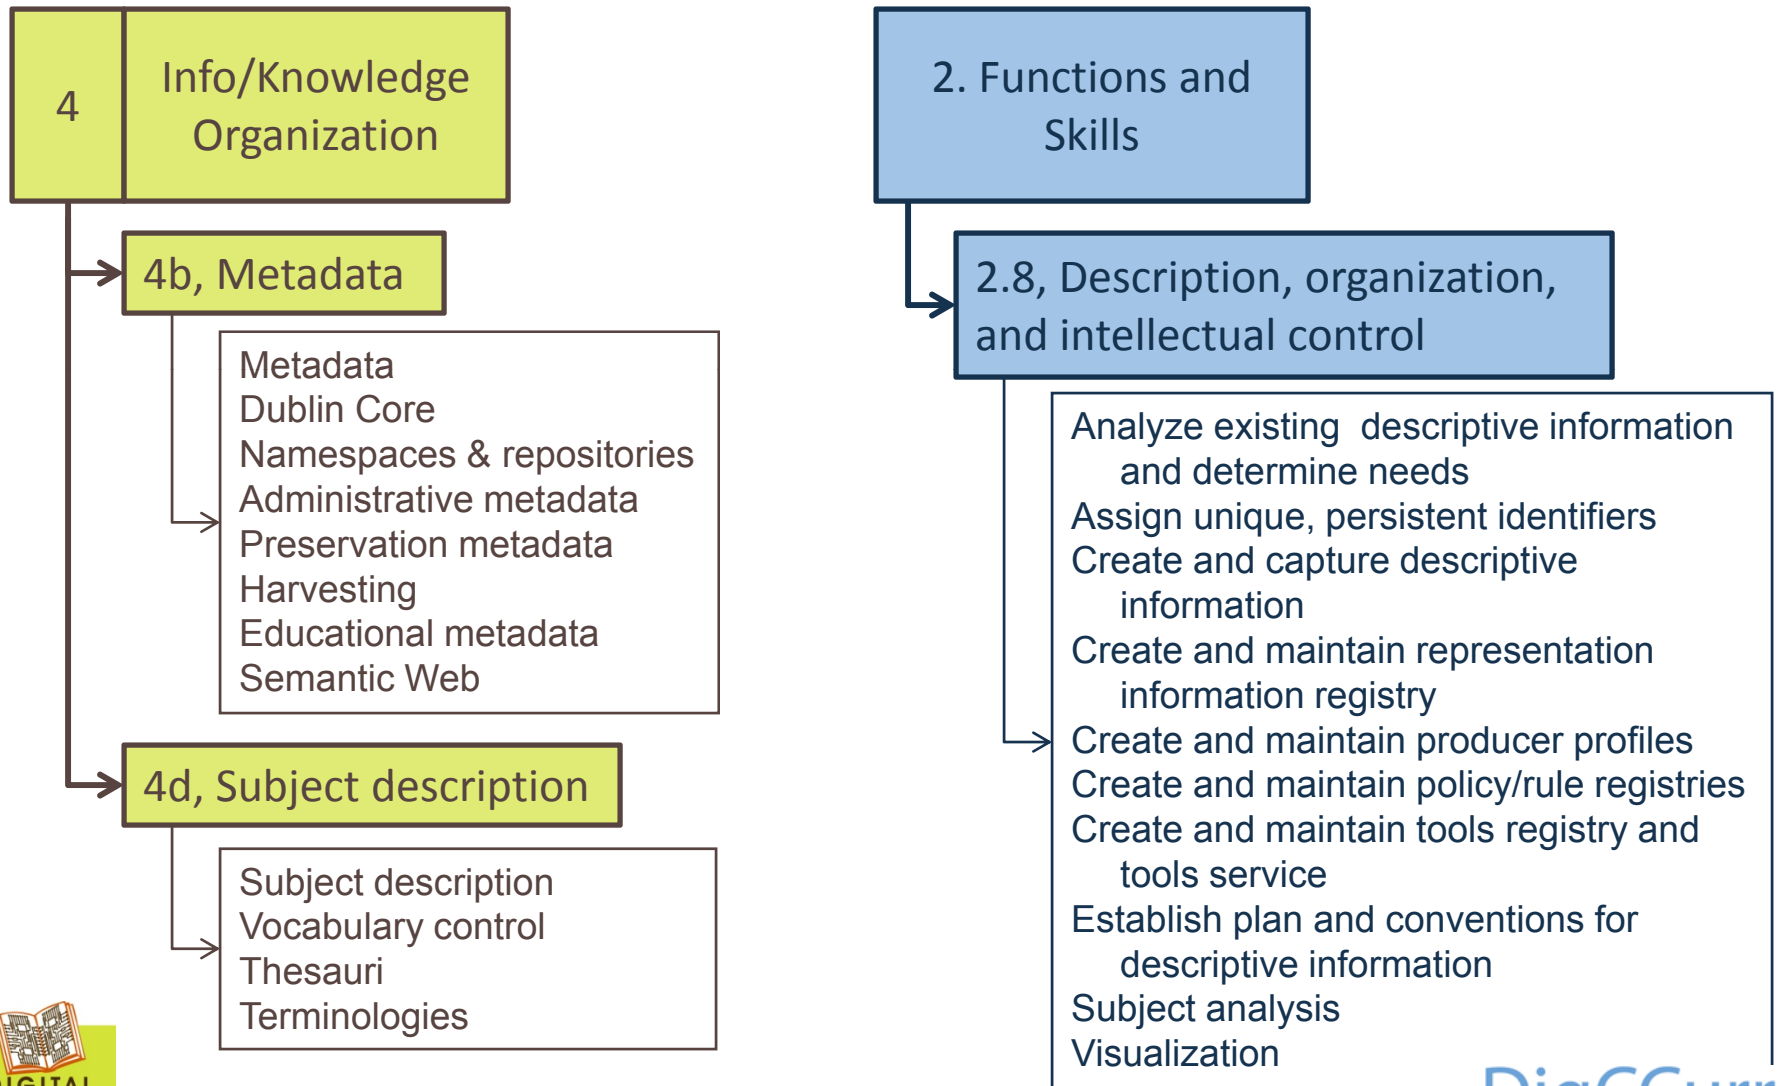 4
Info/Knowledge
Organization
4b, Metadata
Metadata
Dublin Core
Namespaces & repositories
Administrative metadata
Preservation metadata
Harvesting
Educational metadata
Semantic Web
4d, Subject description
Subject description
Vocabulary control
Thesauri
Terminologies
DIGITAL
2. Functions and
Skills
2.8, Description, organization,
and intellectual control
Analyze existing descriptive information
and determine needs
Assign unique, persistent identifiers
Create and capture descriptive
information
Create and maintain representation
information registry
Create and maintain producer profiles
Create and maintain policy/rule registries
Create and maintain tools registry and
tools service
Establish plan and conventions for
descriptive information
Subject analysis
Visualization